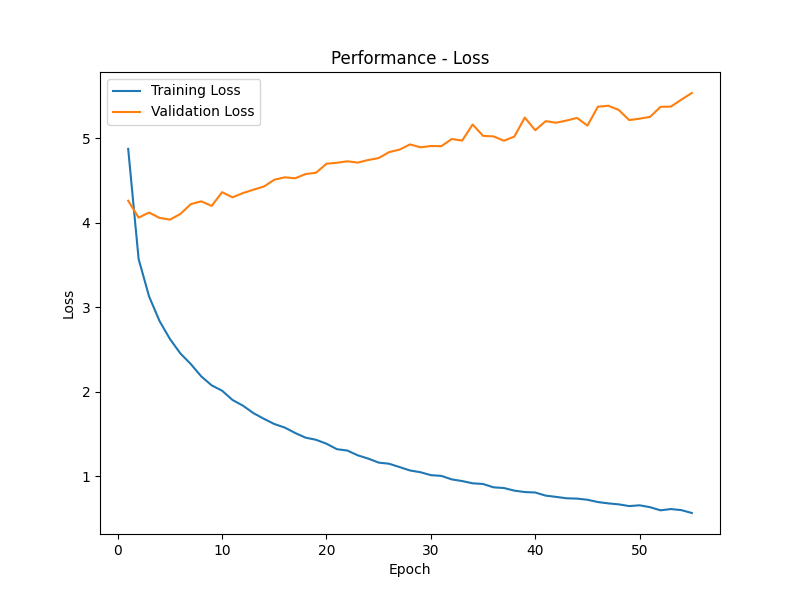 Performance - Loss
Training Loss
Validation Loss
5
4
3
2
1
Loss
0 10 20 30 40 50
Epoch